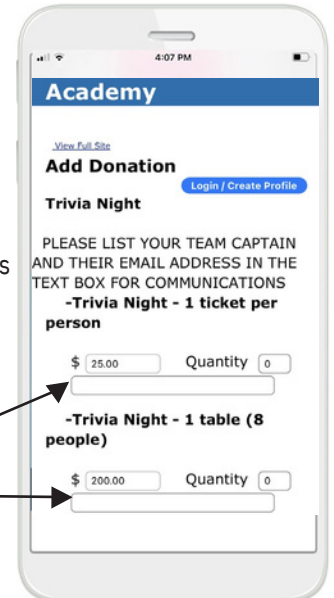 4:07 PM
Academy
View Full Site
Add Donation
Login / Create Profile
Trivia Night
PLEASE LIST YOUR TEAM CAPTAIN
AND THEIR EMAIL ADDRESS IN THE
TEXT BOX FOR COMMUNICATIONS
-Trivia Night - 1 ticket per
person
$ 25.00 Quantity 0
-Trivia Night - 1 table (8
people)
$ 200.00 Quantity 0
s